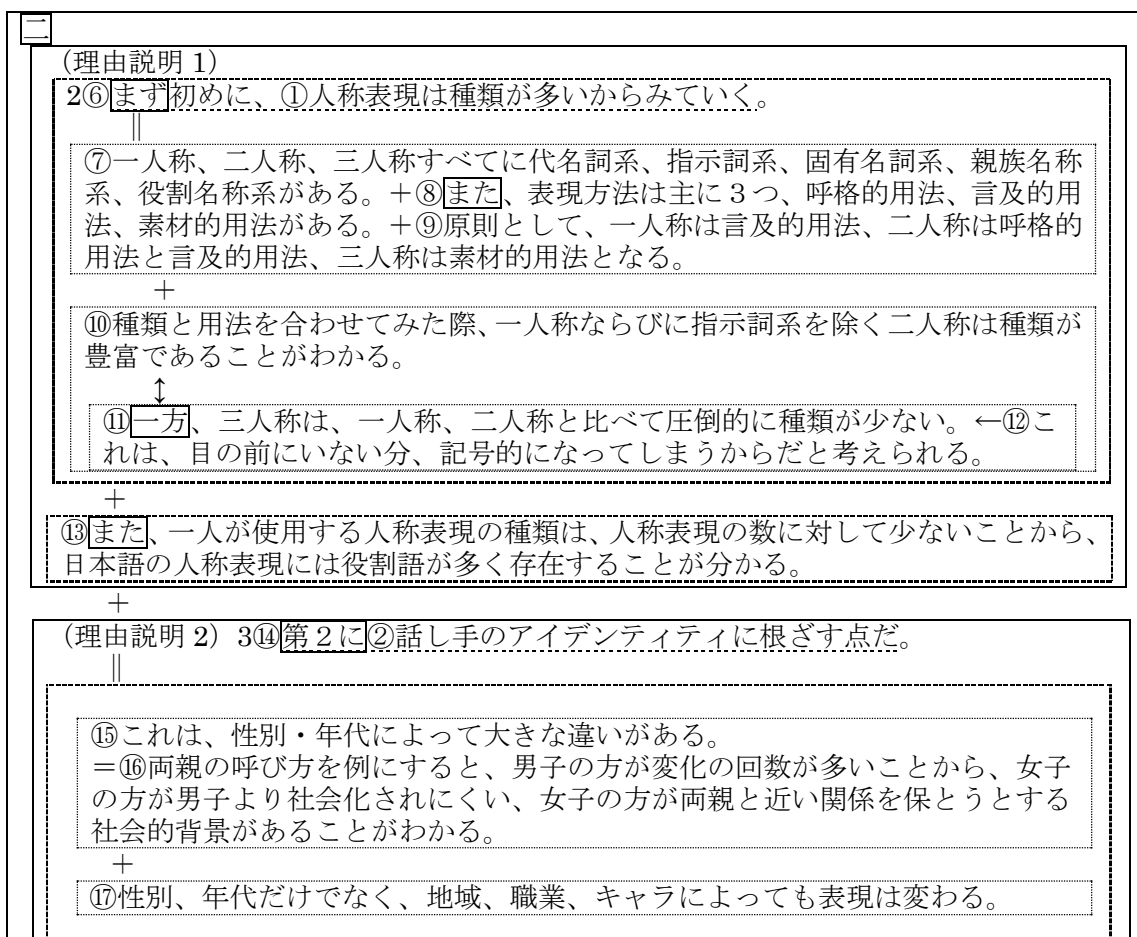 二
（理由説明 1）
2⑥まず初めに、①人称表現は種類が多いからみていく。
||
⑦一人称、二人称、三人称すべてに代名詞系、指示詞系、固有名詞系、親族名称
系、役割名称系がある。＋⑧また、表現方法は主に３つ、呼格的用法、言及的用
法、素材的用法がある。＋⑨原則として、一人称は言及的用法、二人称は呼格的
用法と言及的用法、三人称は素材的用法となる。
＋
⑩種類と用法を合わせてみた際、一人称ならびに指示詞系を除く二人称は種類が
豊富であることがわかる。
↕
⑪一方、三人称は、一人称、二人称と比べて圧倒的に種類が少ない。←⑫こ
れは、目の前にいない分、記号的になってしまうからだと考えられる。
＋
⑬また、一人が使用する人称表現の種類は、人称表現の数に対して少ないことから、
日本語の人称表現には役割語が多く存在することが分かる。
＋
（理由説明 2）3⑭第２に②話し手のアイデンティティに根ざす点だ。
||
⑮これは、性別・年代によって大きな違いがある。
＝⑯両親の呼び方を例にすると、男子の方が変化の回数が多いことから、女子
の方が男子より社会化されにくい、女子の方が両親と近い関係を保とうとする
社会的背景があることがわかる。
＋
⑰性別、年代だけでなく、地域、職業、キャラによっても表現は変わる。